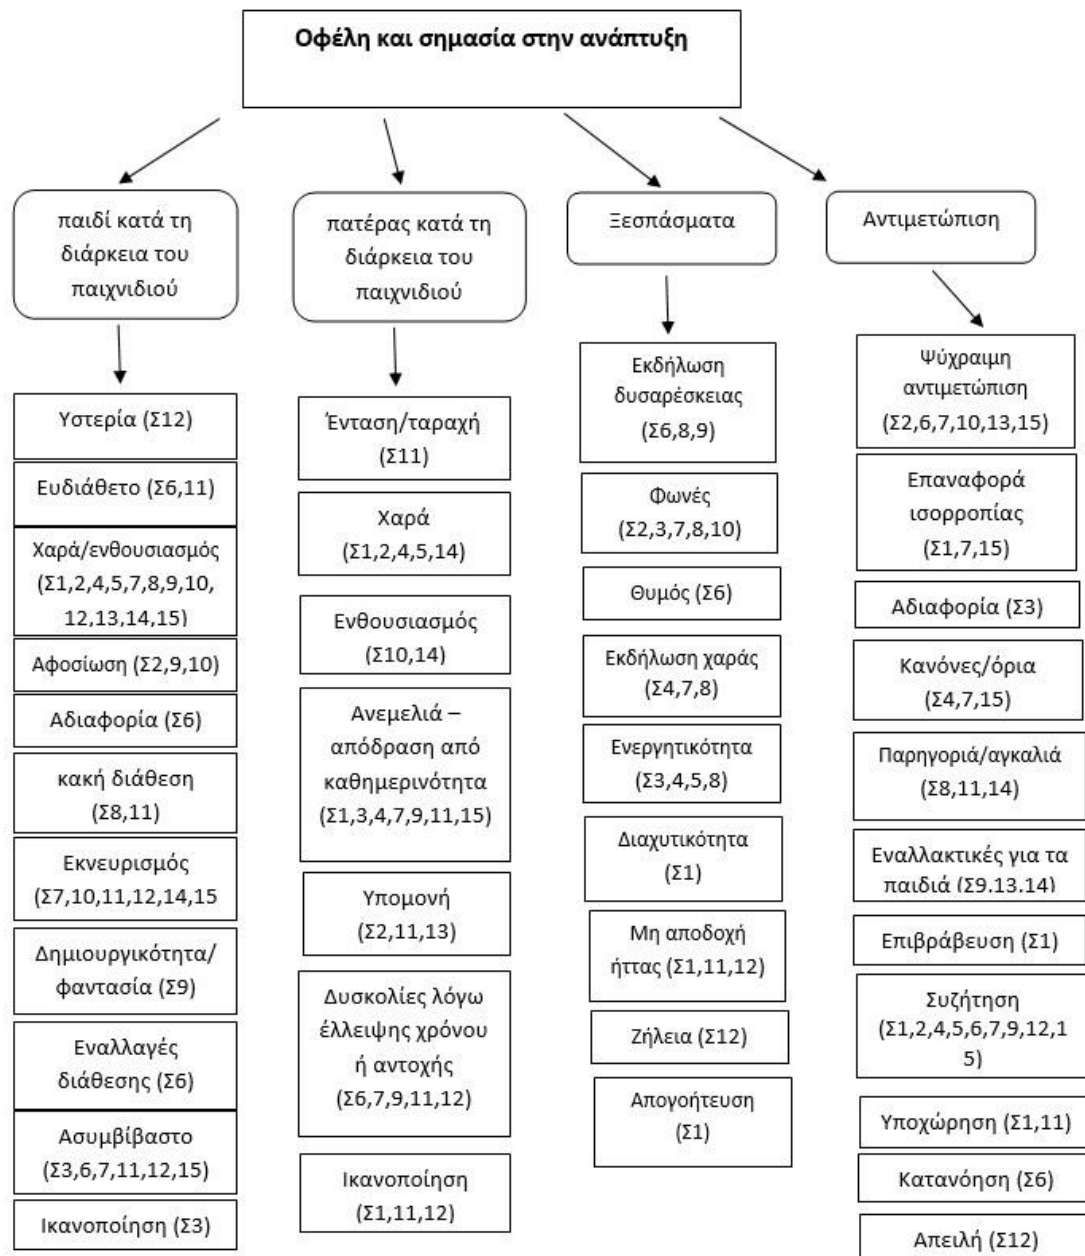 Οφέλη και σημασία στην ανάπτυξη
παιδί κατά τη
διάρκεια του
παιχνιδιού
Υστερία (Σ12)
Ευδιάθετο (Σ6,11)
Χαρά/ενθουσιασμός
(Σ1,2,4,5,7,8,9,10,
12,13,14,15)
Αφοσίωση (Σ2,9,10)
Αδιαφορία (Σ6)
κακή διάθεση
(Σ8,11)
Εκνευρισμός
(Σ7,10,11,12,14,15
Δημιουργικότητα/
φαντασία (Σ9)
Εναλλαγές
διάθεσης (Σ6)
Ασυμβίβαστο
(Σ3,6,7,11,12,15)
Ικανοποίηση (Σ3)
πατέρας κατά τη
διάρκεια του
παιχνιδιού
Ένταση/ταραχή
(Σ11)
Χαρά
(Σ1,2,4,5,14)
Ενθουσιασμός
(Σ10,14)
Ανεμελιά –
απόδραση από
καθημερινότητα
(Σ1,3,4,7,9,11,15)
Υπομονή
(Σ2,11,13)
Δυσκολίες λόγω
έλλειψης χρόνου
ή αντοχής
(Σ6,7,9,11,12)
Ικανοποίηση
(Σ1,11,12)
Ξεσπάσματα
Εκδήλωση
δυσαρέσκειας
(Σ6,8,9)
Φωνές
(Σ2,3,7,8,10)
Θυμός (Σ6)
Εκδήλωση χαράς
(Σ4,7,8)
Ενεργητικότητα
(Σ3,4,5,8)
Διαχυτικότητα
(Σ1)
Μη αποδοχή
ήττας (Σ1,11,12)
Ζήλεια (Σ12)
Απογοήτευση
(Σ1)
Αντιμετώπιση
Ψύχραιμη
αντιμετώπιση
(Σ2,6,7,10,13,15)
Επαναφορά
ισορροπίας
(Σ1,7,15)
Αδιαφορία (Σ3)
Κανόνες/όρια
(Σ4,7,15)
Παρηγοριά/αγκαλιά
(Σ8,11,14)
Εναλλακτικές για τα
παιδιά (Σ9,13,14)
Επιβράβευση (Σ1)
Συζήτηση
(Σ1,2,4,5,6,7,9,12,1
5)
Υποχώρηση (Σ1,11)
Κατανόηση (Σ6)
Απειλή (Σ12)